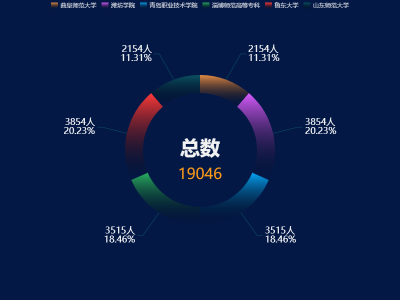 曲阜师范大学 潍坊学院 青岛职业技术学院 淄博师范高等专科 鲁东大学 山东师范大学
2154人
11.31%
2154人
11.31%
3854人
20.23%
3854人
20.23%
总数
19046
3515人
18.46%
3515人
18.46%